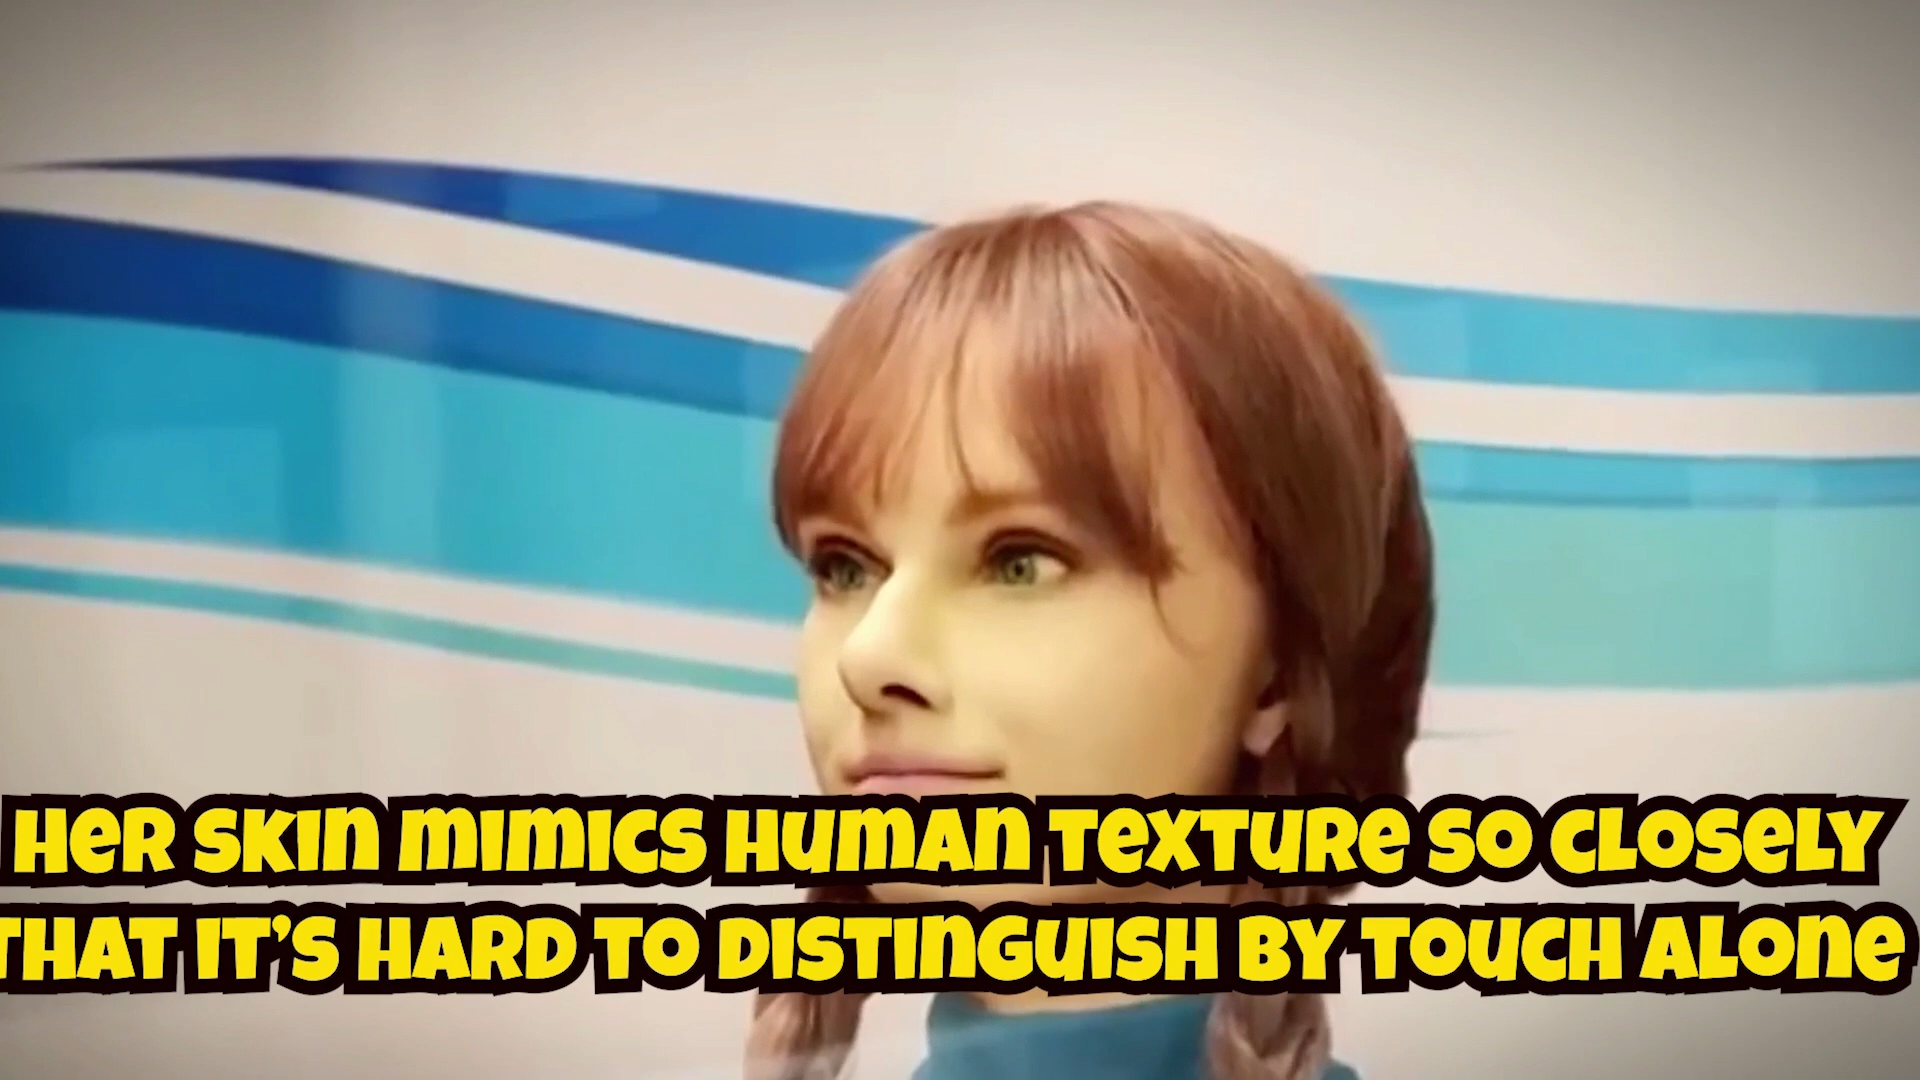 Her skin mimics human texture so closely
that it's hard to distinguish by touch alone